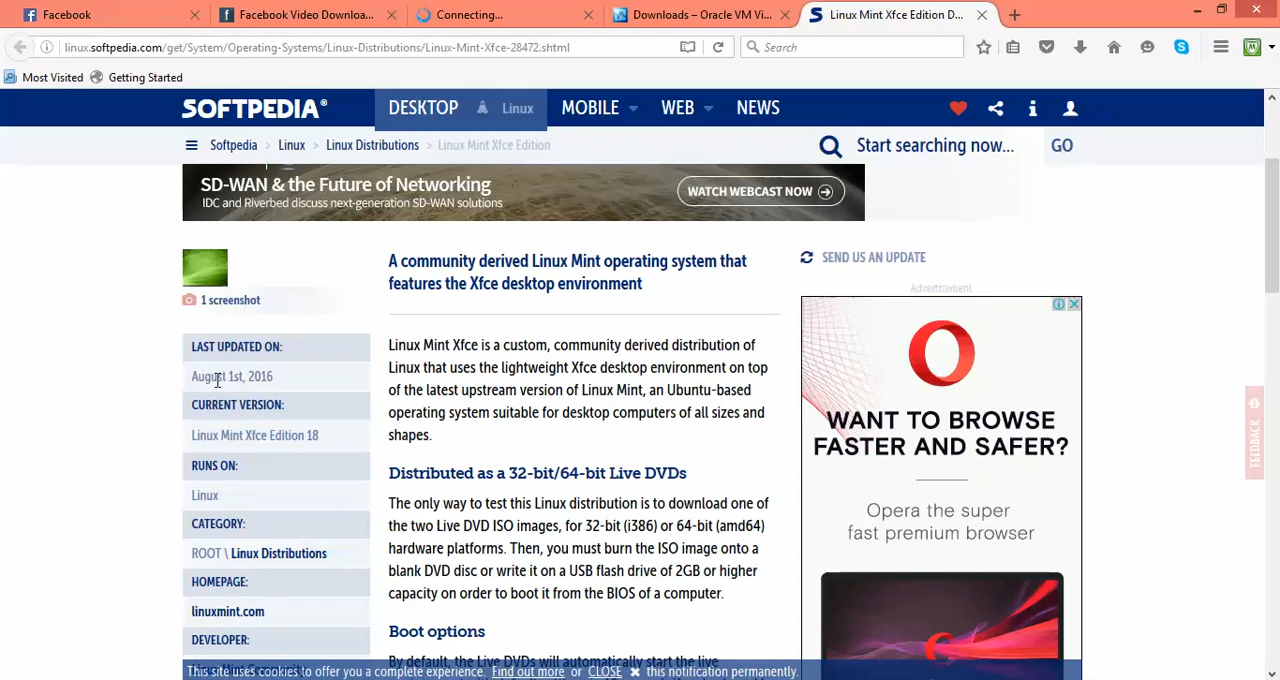 Facebook
Facebook Video Downloa...
Connecting...
Downloads – Oracle VM Vi...
Linux Mint Xfce Edition D...
linux.softpedia.com/get/System/Operating-Systems/Linux-Distributions/Linux-Mint-Xfce-28472.shtml
Search
Most Visited
Getting Started
SOFTPEDIA®
DESKTOP
Linux
MOBILE
WEB
NEWS
Softpedia > Linux > Linux Distributions > Linux Mint Xfce Edition
Start searching now...
GO
SD-WAN & the Future of Networking
IDC and Riverbed discuss next-generation SD-WAN solutions
WATCH WEBCAST NOW
1 screenshot
LAST UPDATED ON:
August 1st, 2016
CURRENT VERSION:
Linux Mint Xfce Edition 18
RUNS ON:
Linux
CATEGORY:
ROOT \ Linux Distributions
HOMEPAGE:
linuxmint.com
DEVELOPER:
A community derived Linux Mint operating system that
features the Xfce desktop environment
Linux Mint Xfce is a custom, community derived distribution of
Linux that uses the lightweight Xfce desktop environment on top
of the latest upstream version of Linux Mint, an Ubuntu-based
operating system suitable for desktop computers of all sizes and
shapes.
Distributed as a 32-bit/64-bit Live DVDs
The only way to test this Linux distribution is to download one of
the two Live DVD ISO images, for 32-bit (i386) or 64-bit (amd64)
hardware platforms. Then, you must burn the ISO image onto a
blank DVD disc or write it on a USB flash drive of 2GB or higher
capacity on order to boot it from the BIOS of a computer.
Boot options
By default, the Live DVDs will automatically start the live
SEND US AN UPDATE
Advertisement
WANT TO BROWSE
FASTER AND SAFER?
Opera the super
fast premium browser
FEEDBACK
This site uses cookies to offer you a complete experience. Find out more or CLOSE ✖ this notification permanently.